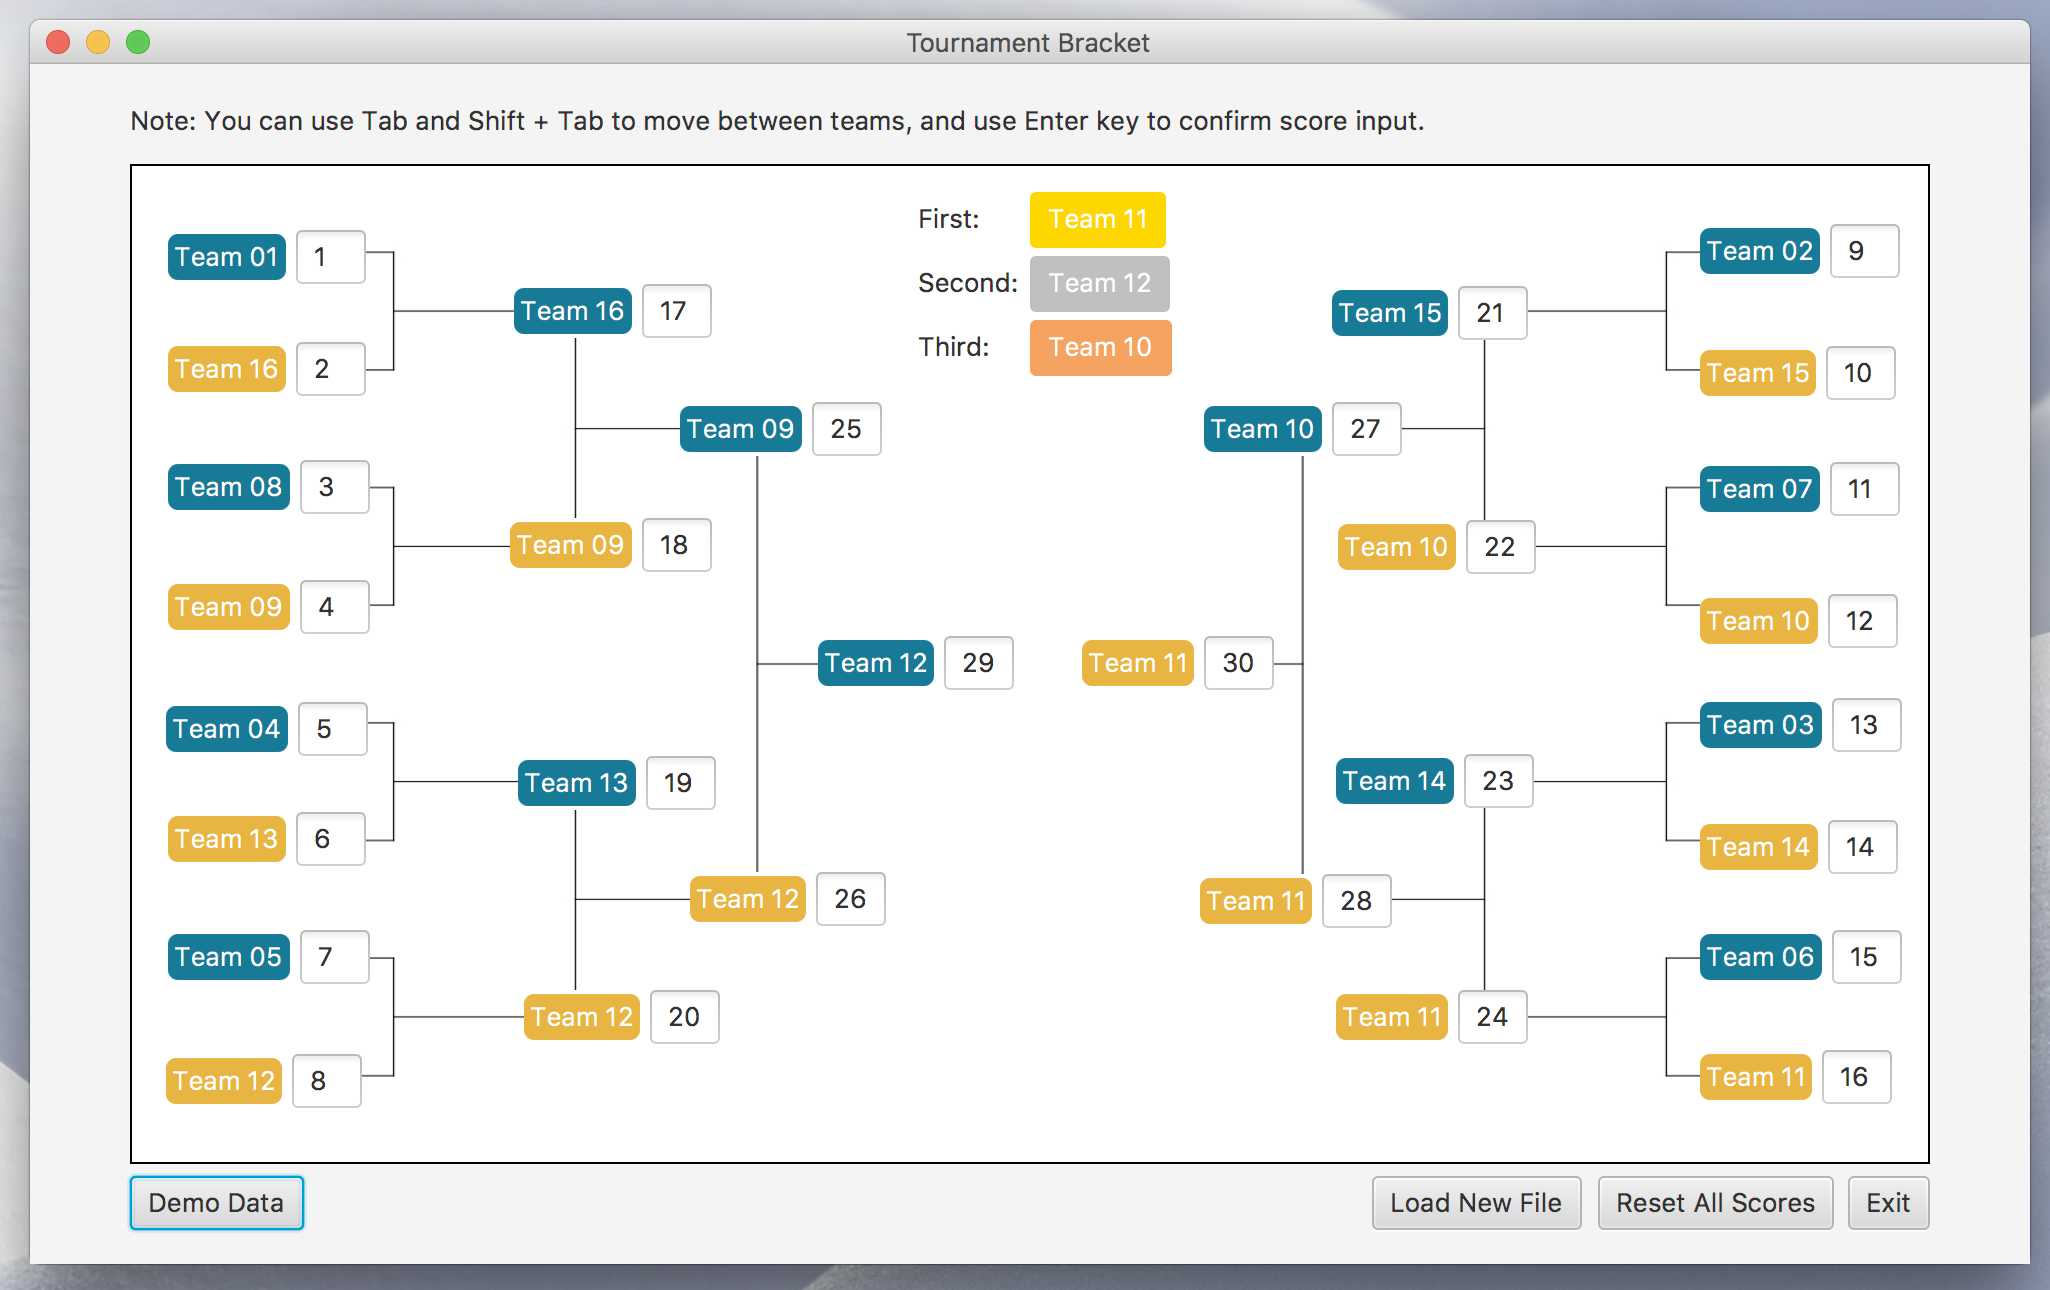 Tournament Bracket
Note: You can use Tab and Shift + Tab to move between teams, and use Enter key to confirm score input.
First: Team 11
Second: Team 12
Third: Team 10
Team 01 1
Team 16 2
Team 08 3
Team 09 4
Team 04 5
Team 13 6
Team 05 7
Team 12 8
Team 16 17
Team 09 18
Team 13 19
Team 12 20
Team 09 25
Team 12 26
Team 12 29
Team 11 30
Team 10 27
Team 11 28
Team 15 21
Team 10 22
Team 14 23
Team 11 24
Team 02 9
Team 15 10
Team 07 11
Team 10 12
Team 03 13
Team 14 14
Team 06 15
Team 11 16
Demo Data
Load New File
Reset All Scores
Exit